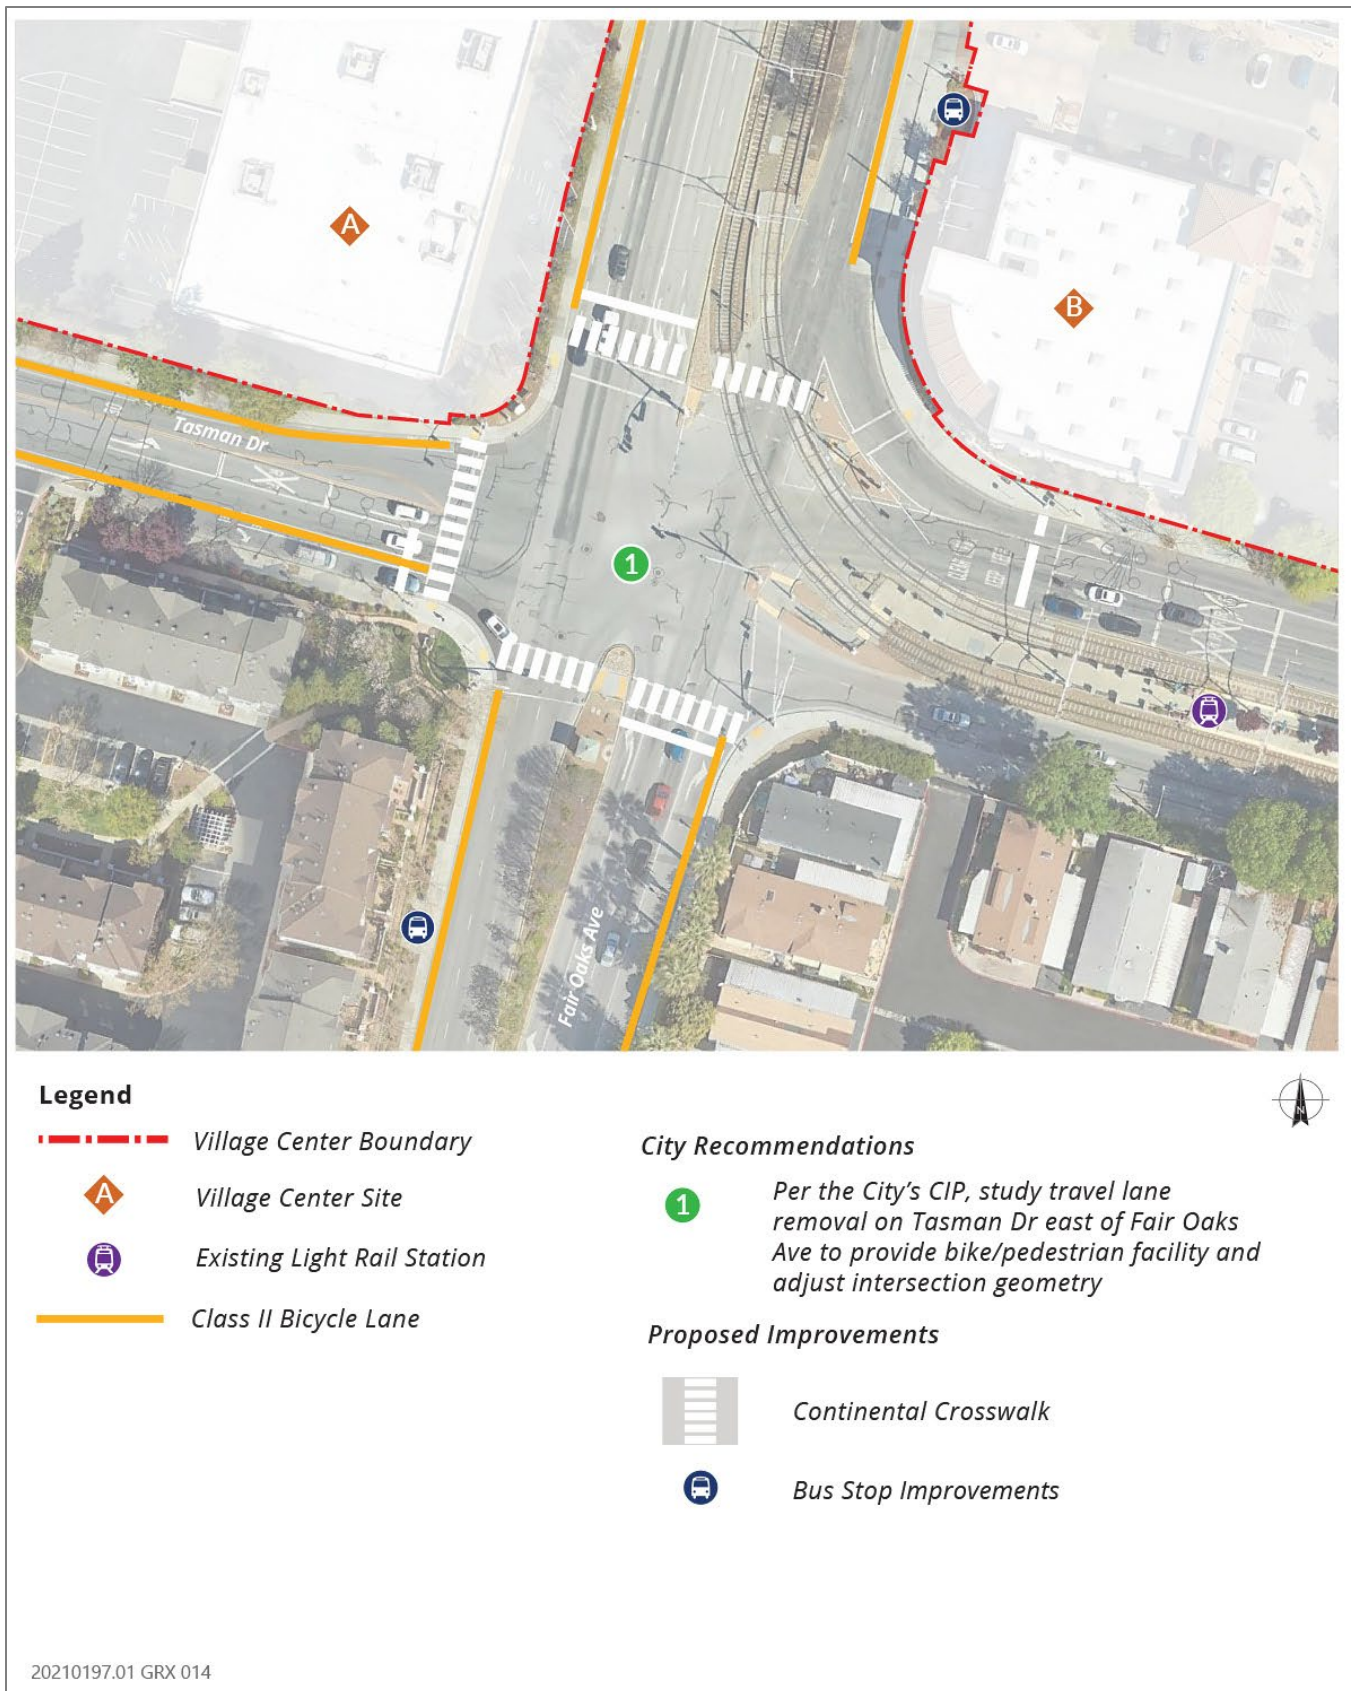 A
B
Tasman Dr
CLEAR
KEEP
1
Fair Oaks Ave
Legend
Village Center Boundary
A
Village Center Site
Existing Light Rail Station
Class II Bicycle Lane
N
City Recommendations
1
Per the City's CIP, study travel lane
removal on Tasman Dr east of Fair Oaks
Ave to provide bike/pedestrian facility and
adjust intersection geometry
Proposed Improvements
Continental Crosswalk
Bus Stop Improvements
20210197.01 GRX 014